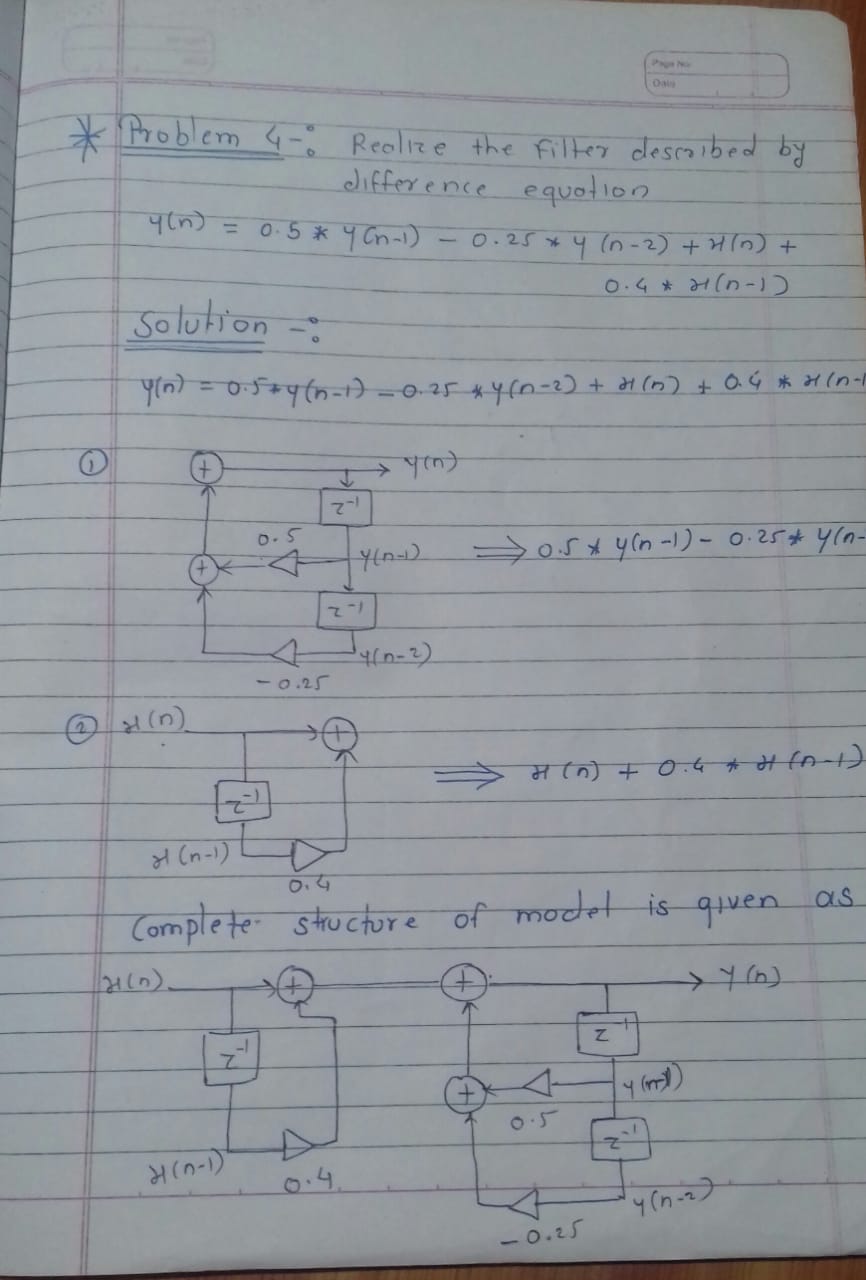 Page No
Date
* Problem 4 -:
Realize the filter described by
difference equation
y(n) = 0.5 * y(n-1) - 0.25 * y(n-2) + x(n) +
0.4 * x(n-1)
Solution -:
y(n) = 0.5 * y(n-1) - 0.25 * y(n-2) + x(n) + 0.4 * x(n-1
①
+ → y(n)
z⁻¹
0.5
+ y(n-1) ⟹ 0.5 * y(n-1) - 0.25 * y(n-
z⁻¹
y(n-2)
-0.25
② x(n) +
⟹ x(n) + 0.4 * x(n-1)
z⁻¹
x(n-1)
0.4
Complete structure of model is given as
x(n) + + → y(n)
z⁻¹ z⁻¹
+ 0.5 y(n-1)
z⁻¹
x(n-1) 0.4
y(n-2)
-0.25